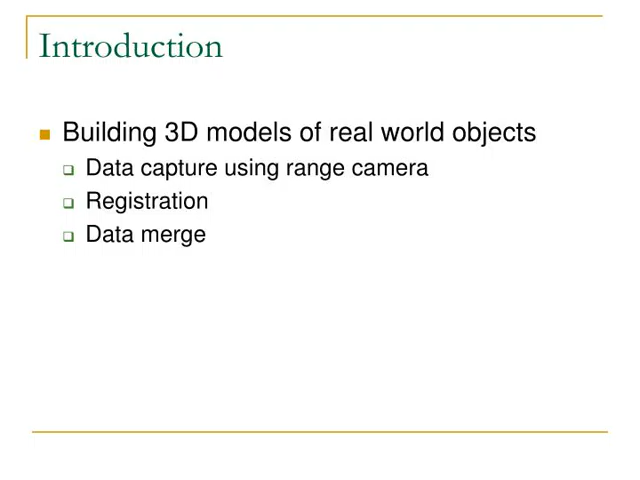 Introduction
Building 3D models of real world objects
Data capture using range camera
Registration
Data merge